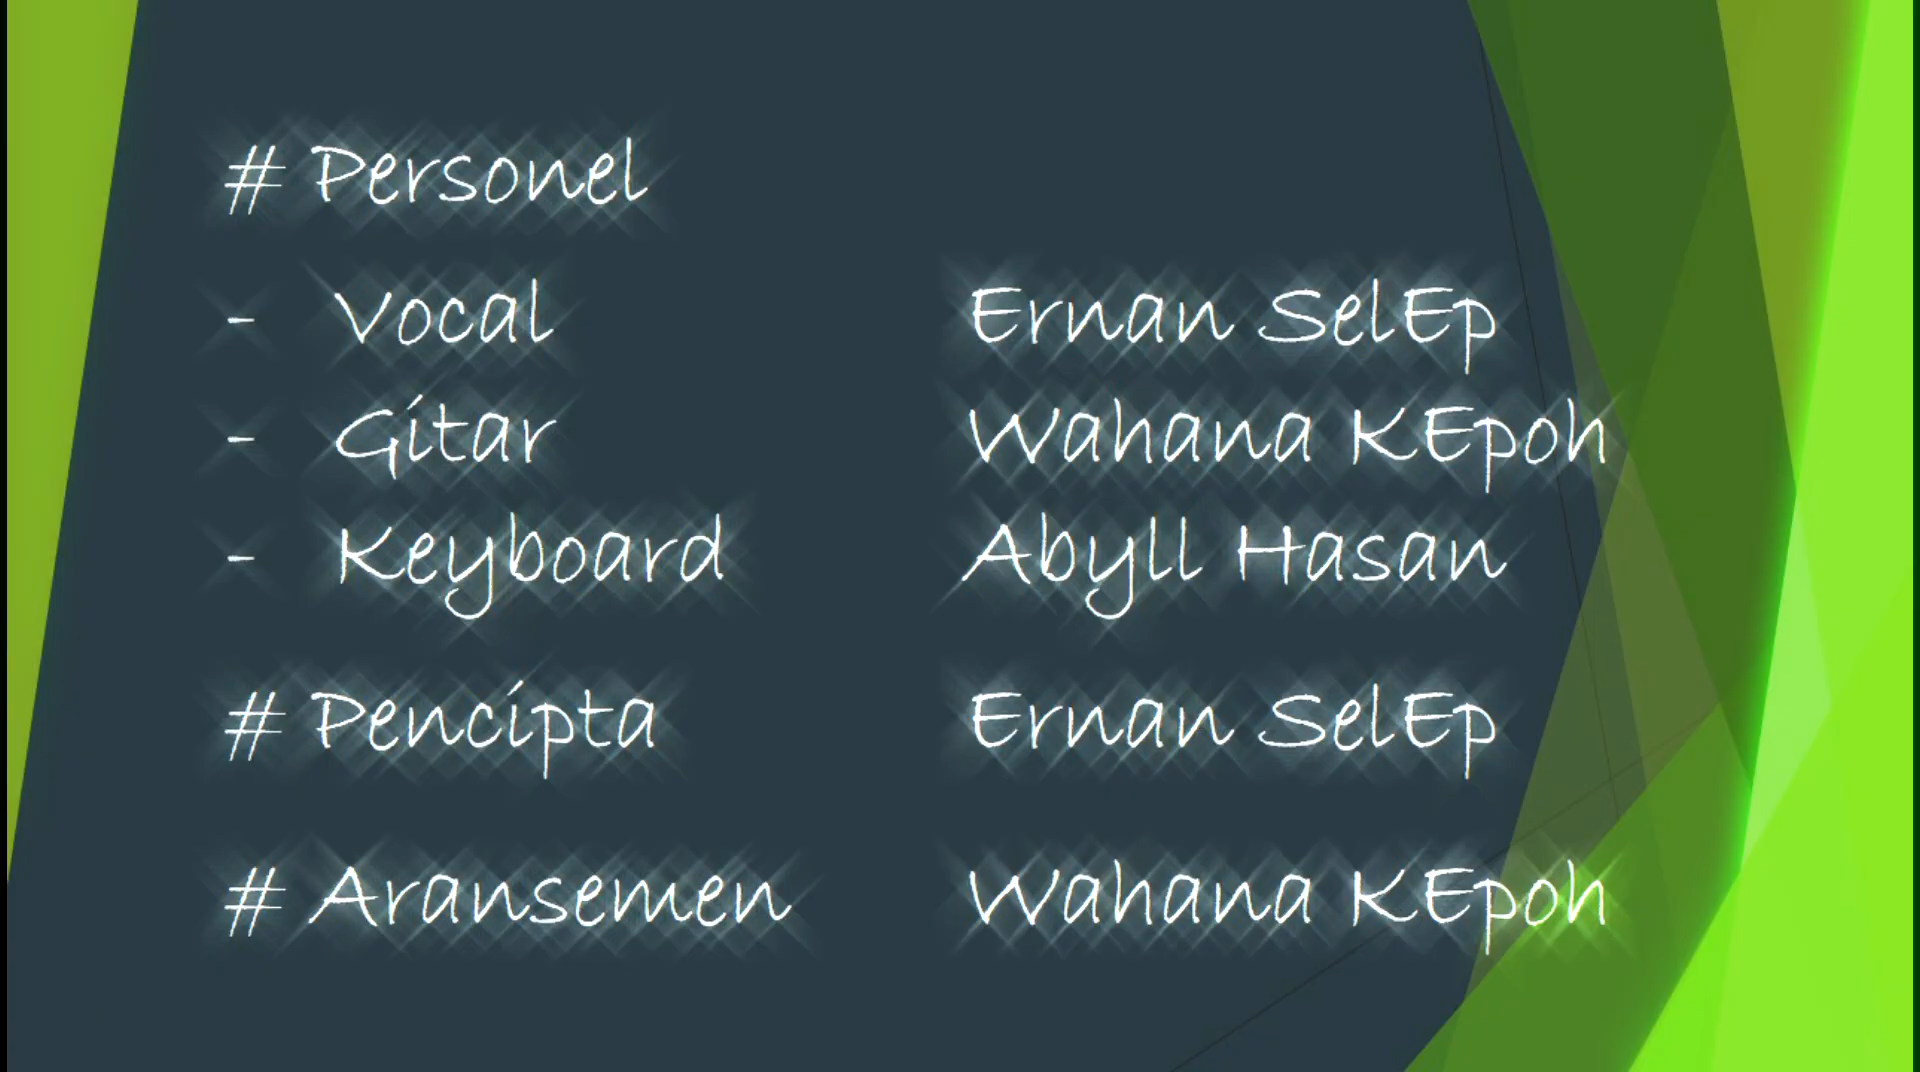 # Personel
- Vocal Ernan SelEp
- Gitar Wahana KEpoh
- Keyboard Abyll Hasan
# Pencipta Ernan SelEp
# Aransemen Wahana KEpoh